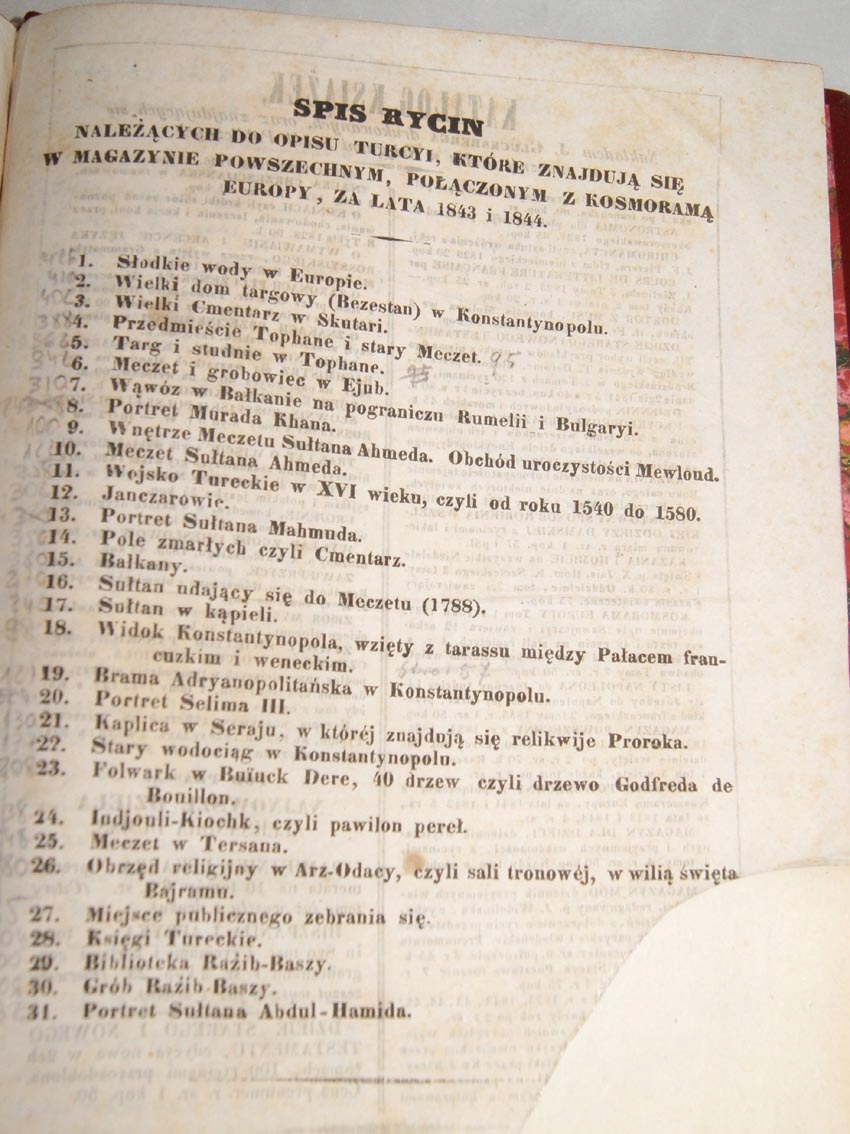 SPIS RYCIN
NALEŻĄCYCH DO OPISU TURCYI, KTÓRE ZNAJDUJĄ SIĘ
W MAGAZYNIE POWSZECHNYM, POŁĄCZONYM Z KOSMORAMĄ
EUROPY, ZA LATA 1843 i 1844.
1. Słodkie wody w Europie.
2. Wielki dom targowy (Bezestan) w Konstantynopolu.
3. Wielki Cmentarz w Skutari.
4. Przedmieście Tophane i stary Meczet. 95
5. Targ i studnie w Tophane.
6. Meczet i grobowiec w Ejub.
7. Wąwóz w Bałkanie na pograniczu Rumelii i Bulgaryi.
8. Portret Murada Khana.
9. Wnętrze Meczetu Sułtana Ahmeda. Obchód uroczystości Mewloud.
10. Meczet Sułtana Ahmeda.
11. Wojsko Tureckie w XVI wieku, czyli od roku 1540 do 1580.
12. Janczarowie.
13. Portret Sułtana Mahmuda.
14. Pole zmarłych czyli Cmentarz.
15. Bałkany.
16. Sułtan udający się do Meczetu (1788).
17. Sułtan w kąpieli.
18. Widok Konstantynopola, wzięty z tarassu między Pałacem fran-
cuzkim i weneckim. 57
19. Brama Adryanopolitańska w Konstantynopolu.
20. Portret Selima III.
21. Kaplica w Seraju, w któréj znajdują się relikwije Proroka.
22. Stary wodociąg w Konstantynopolu.
23. Folwark w Buïuck Dere, 40 drzew czyli drzewo Godfreda de
Bouillon.
24. Indjouli-Kiochk, czyli pawilon pereł.
25. Meczet w Tersana.
26. Obrzęd religijny w Arz-Odacy, czyli sali tronowéj, w wilią święta
Bajramu.
27. Miejsce publicznego zebrania się.
28. Księgi Tureckie.
29. Biblioteka Rażib-Baszy.
30. Grób Rażib Baszy.
31. Portret Sułtana Abdul-Hamida.